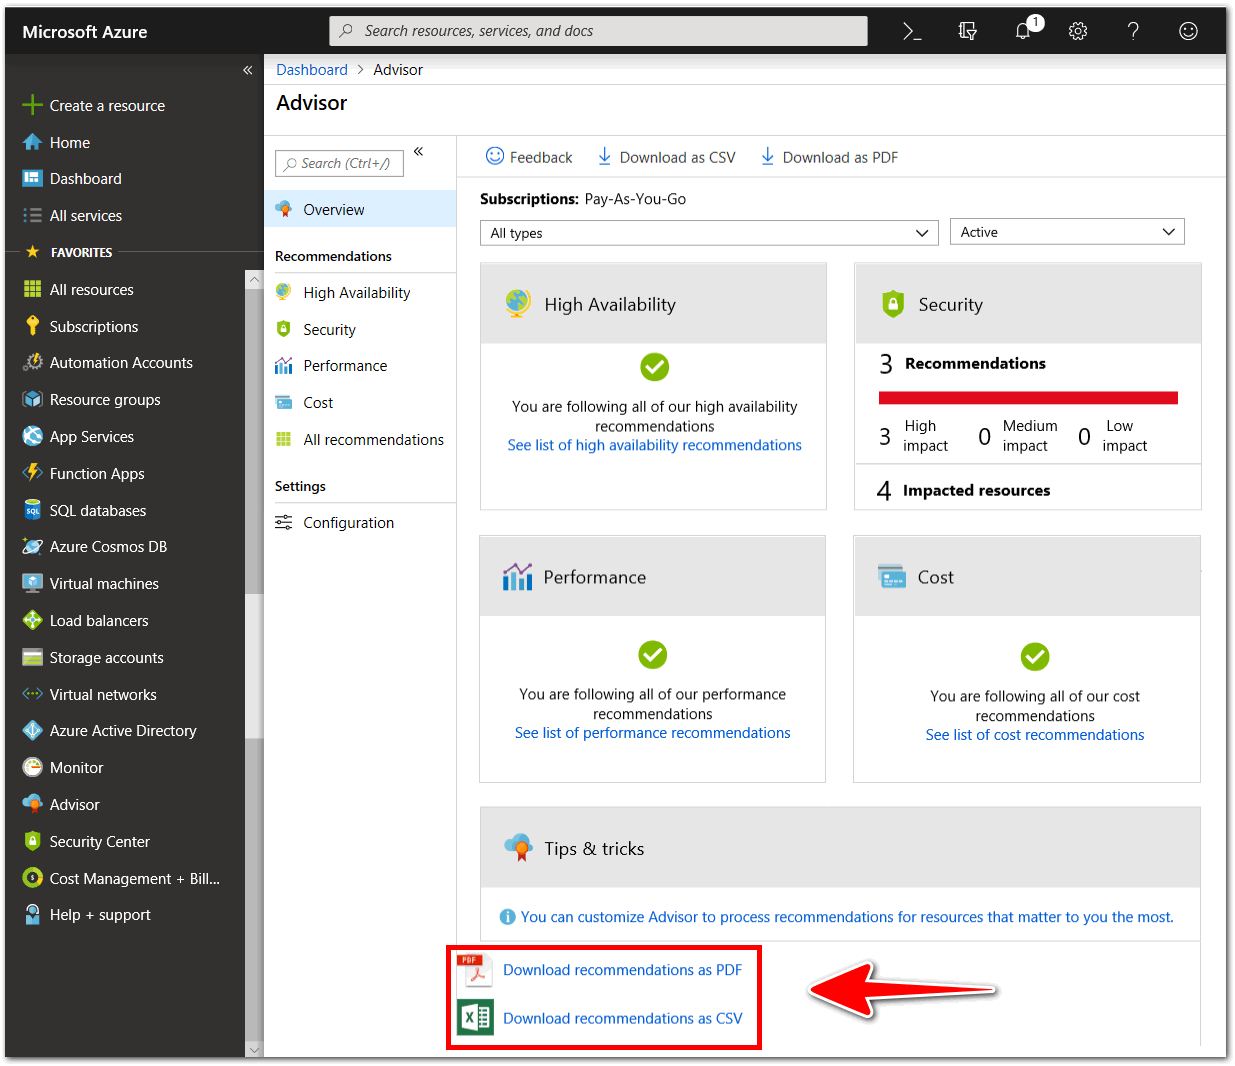 Microsoft Azure
Search resources, services, and docs
1
Dashboard > Advisor
Advisor
Create a resource
Home
Dashboard
All services
FAVORITES
All resources
Subscriptions
Automation Accounts
Resource groups
App Services
Function Apps
SQL databases
Azure Cosmos DB
Virtual machines
Load balancers
Storage accounts
Virtual networks
Azure Active Directory
Monitor
Advisor
Security Center
Cost Management + Bill...
Help + support
Search (Ctrl+/)
Overview
Recommendations
High Availability
Security
Performance
Cost
All recommendations
Settings
Configuration
Feedback
Download as CSV
Download as PDF
Subscriptions: Pay-As-You-Go
All types
Active
High Availability
You are following all of our high availability
recommendations
See list of high availability recommendations
Security
3 Recommendations
3 High impact
0 Medium impact
0 Low impact
4 Impacted resources
Performance
You are following all of our performance
recommendations
See list of performance recommendations
Cost
You are following all of our cost
recommendations
See list of cost recommendations
Tips & tricks
You can customize Advisor to process recommendations for resources that matter to you the most.
PDF
Download recommendations as PDF
Download recommendations as CSV